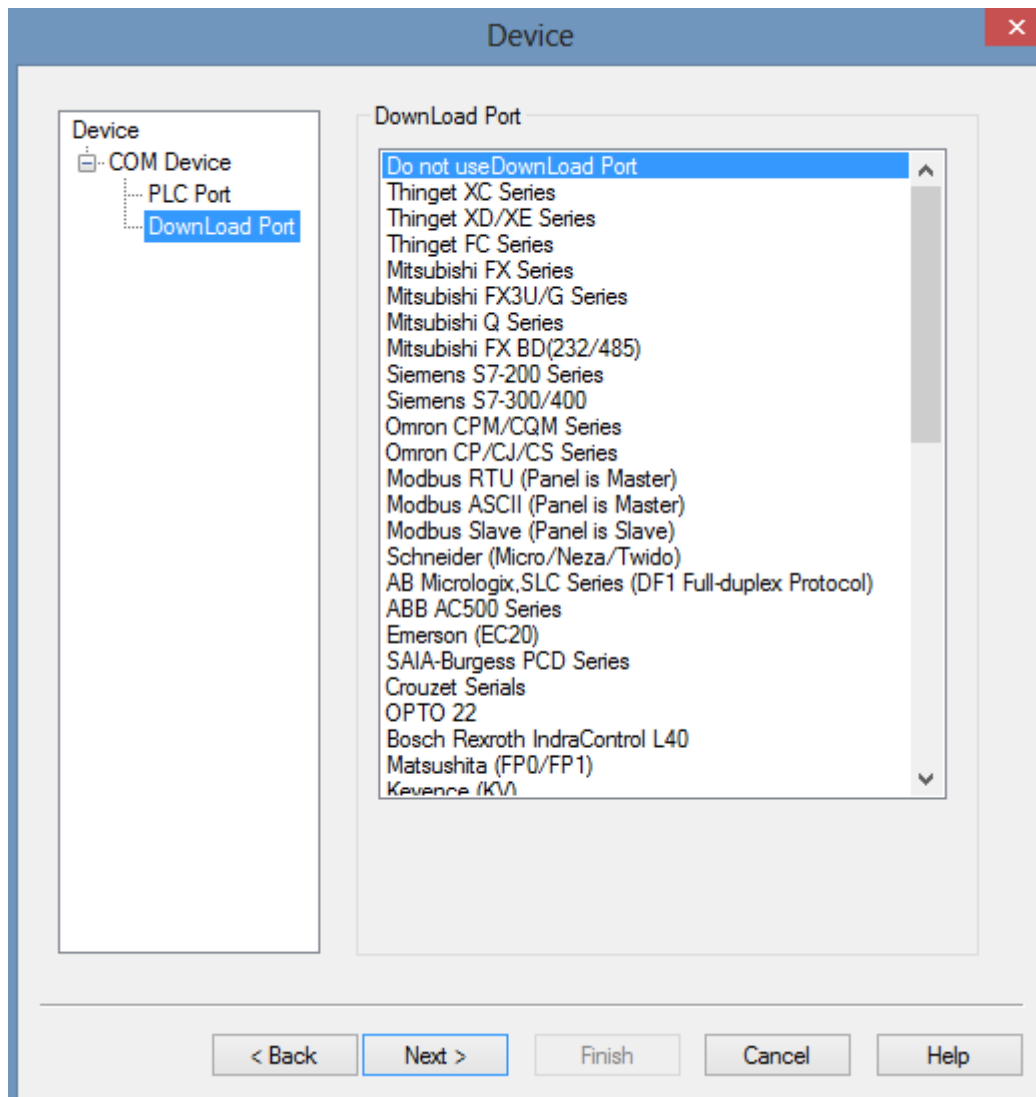 Device
Device
COM Device
PLC Port
DownLoad Port
DownLoad Port
Do not useDownLoad Port
Thinget XC Series
Thinget XD/XE Series
Thinget FC Series
Mitsubishi FX Series
Mitsubishi FX3U/G Series
Mitsubishi Q Series
Mitsubishi FX BD(232/485)
Siemens S7-200 Series
Siemens S7-300/400
Omron CPM/CQM Series
Omron CP/CJ/CS Series
Modbus RTU (Panel is Master)
Modbus ASCII (Panel is Master)
Modbus Slave (Panel is Slave)
Schneider (Micro/Neza/Twido)
AB Micrologix,SLC Series (DF1 Full-duplex Protocol)
ABB AC500 Series
Emerson (EC20)
SAIA-Burgess PCD Series
Crouzet Serials
OPTO 22
Bosch Rexroth IndraControl L40
Matsushita (FP0/FP1)
Keyence (KV)
< Back
Next >
Finish
Cancel
Help